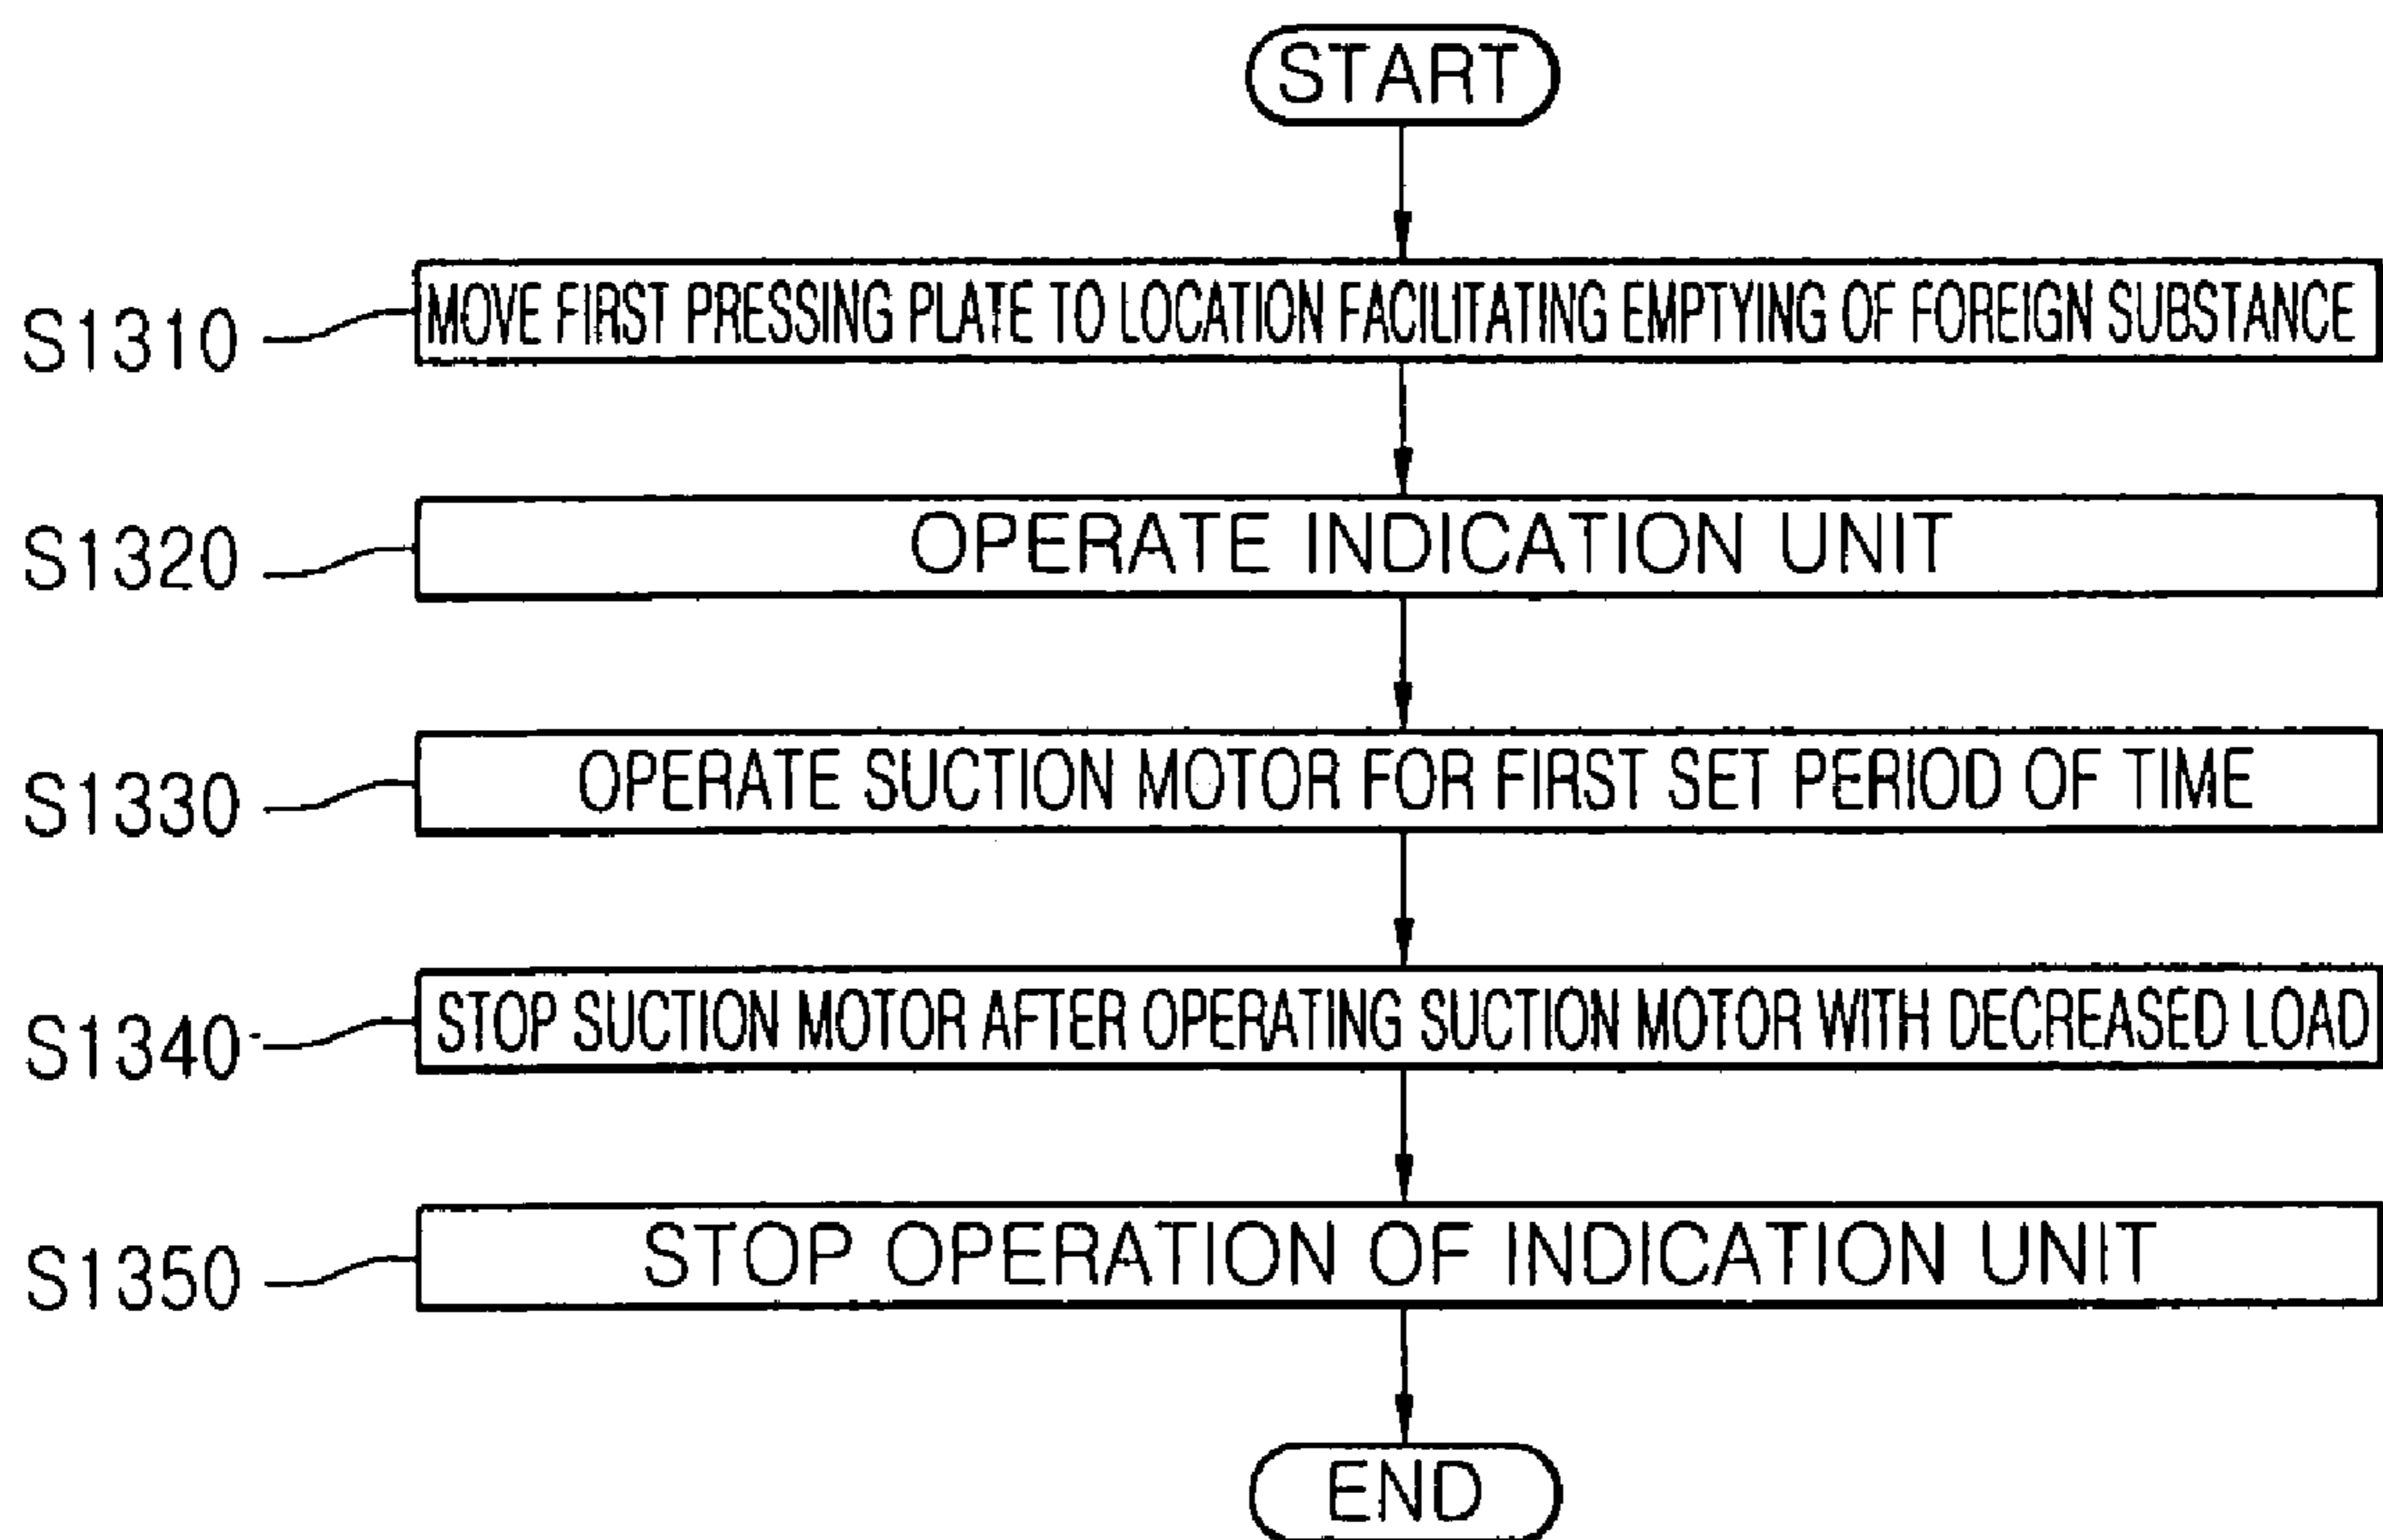 START
S1310 MOVE FIRST PRESSING PLATE TO LOCATION FACILITATING EMPTYING OF FOREIGN SUBSTANCE
S1320 OPERATE INDICATION UNIT
S1330 OPERATE SUCTION MOTOR FOR FIRST SET PERIOD OF TIME
S1340 STOP SUCTION MOTOR AFTER OPERATING SUCTION MOTOR WITH DECREASED LOAD
S1350 STOP OPERATION OF INDICATION UNIT
END